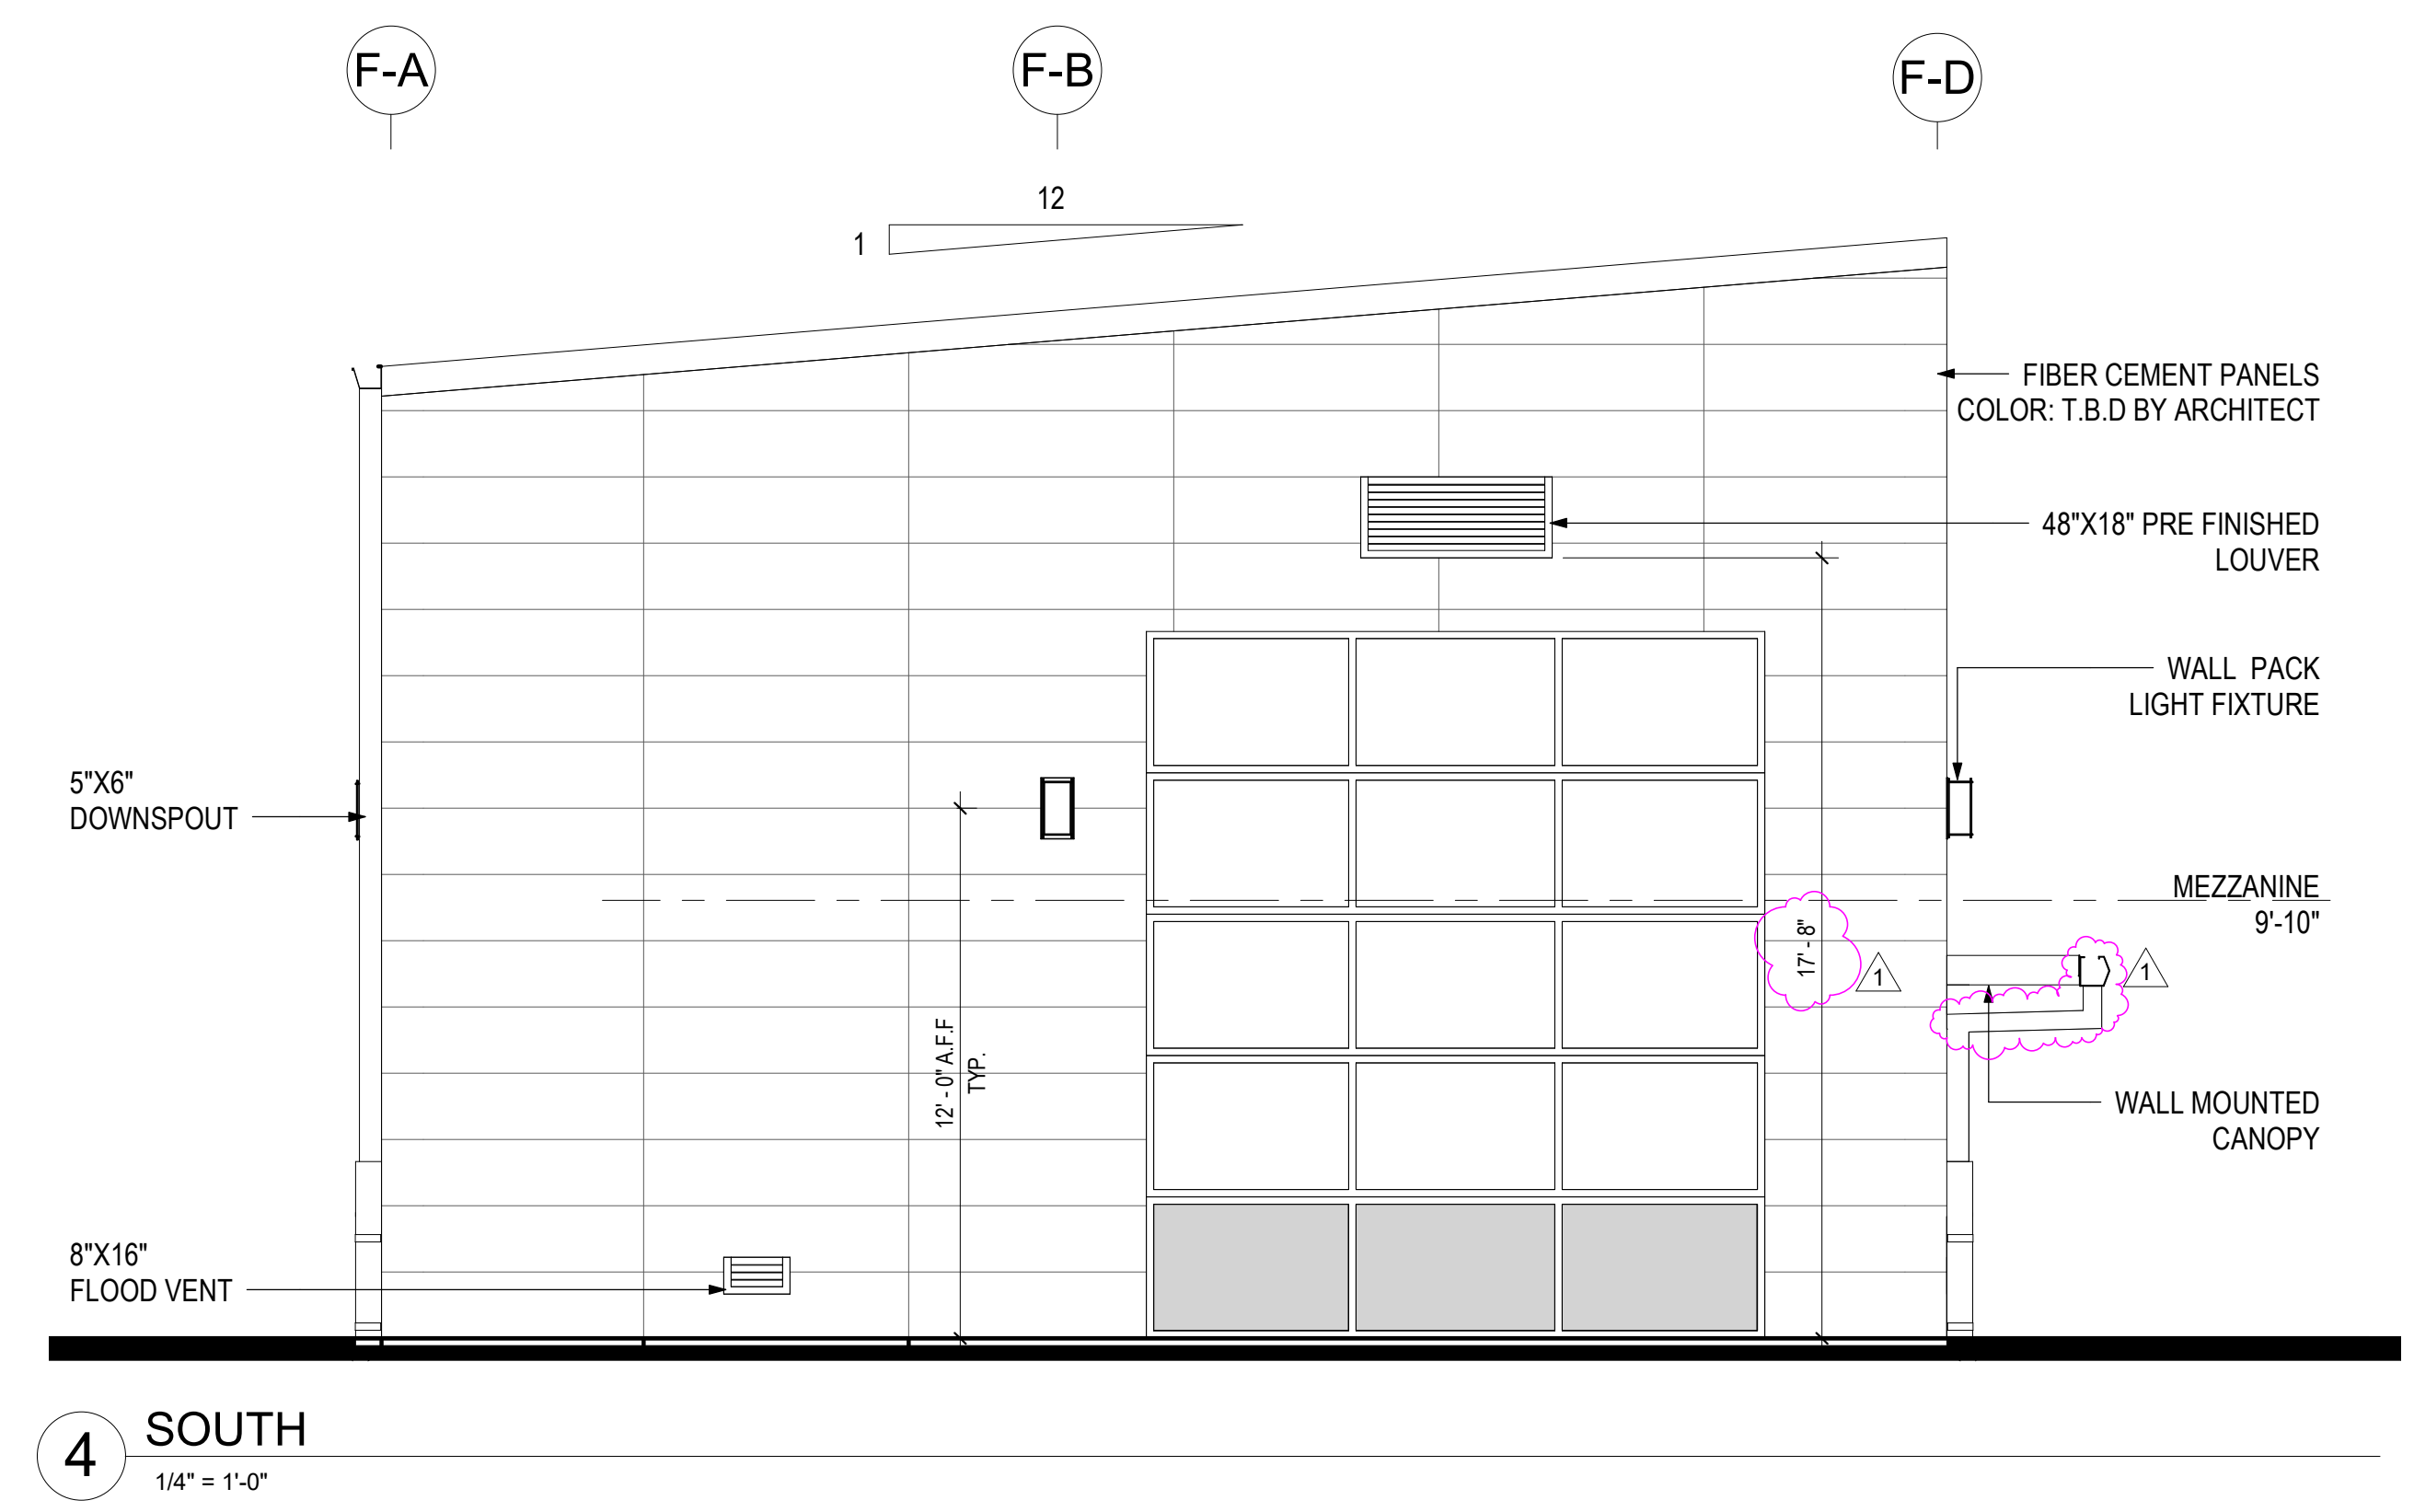 F-A
F-B
F-D
12
1
FIBER CEMENT PANELS
COLOR: T.B.D BY ARCHITECT
48"X18" PRE FINISHED
LOUVER
WALL PACK
LIGHT FIXTURE
5"X6"
DOWNSPOUT
MEZZANINE
9'-10"
17' - 8"
1
1
12' - 0" A.F.F
TYP.
WALL MOUNTED
CANOPY
8"X16"
FLOOD VENT
4
SOUTH
1/4" = 1'-0"